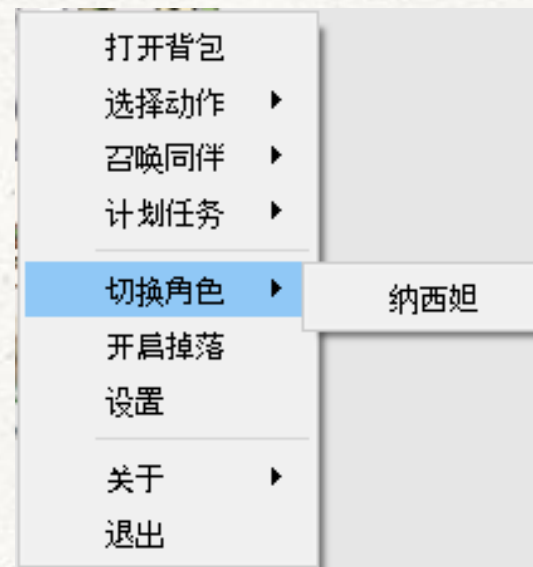 打开背包
选择动作
召唤同伴
计划任务
切换角色
纳西妲
开启掉落
设置
关于
退出